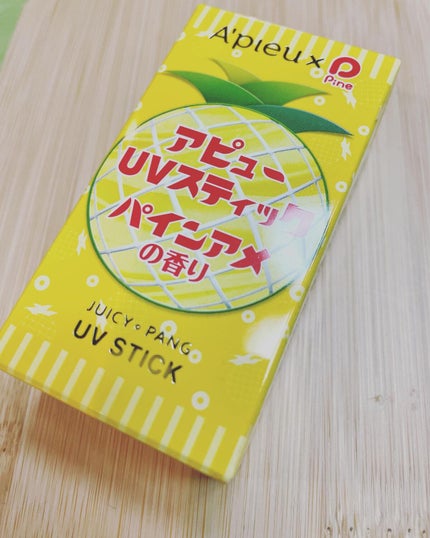 A'PIEU x P
Pine
アピュー
UVスティック
パインアメ
の香り
JUICY PANG
UV STICK